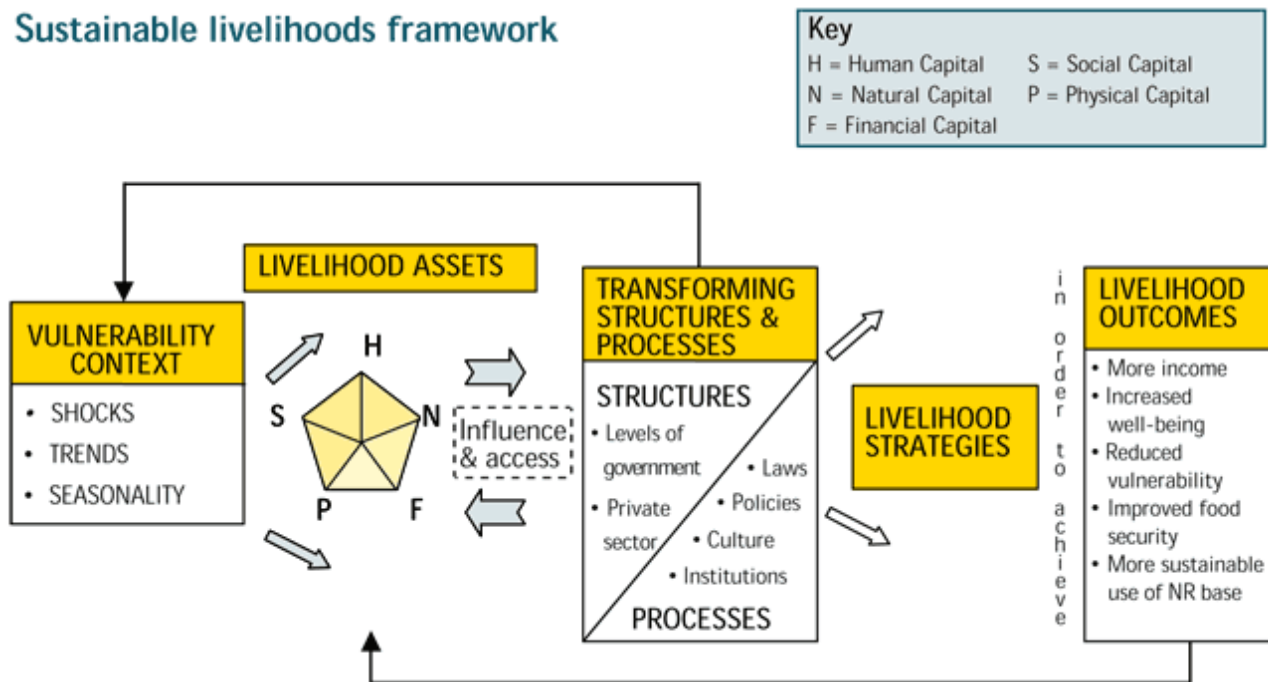 Sustainable livelihoods framework
Key
H = Human Capital S = Social Capital
N = Natural Capital P = Physical Capital
F = Financial Capital
LIVELIHOOD ASSETS
VULNERABILITY
CONTEXT
• SHOCKS
• TRENDS
• SEASONALITY
H
S
N
P
F
Influence
& access
TRANSFORMING
STRUCTURES &
PROCESSES
STRUCTURES
• Levels of
government
• Private
sector
• Laws
• Policies
• Culture
• Institutions
PROCESSES
LIVELIHOOD
STRATEGIES
in order to achieve
LIVELIHOOD
OUTCOMES
• More income
• Increased
well-being
• Reduced
vulnerability
• Improved food
security
• More sustainable
use of NR base